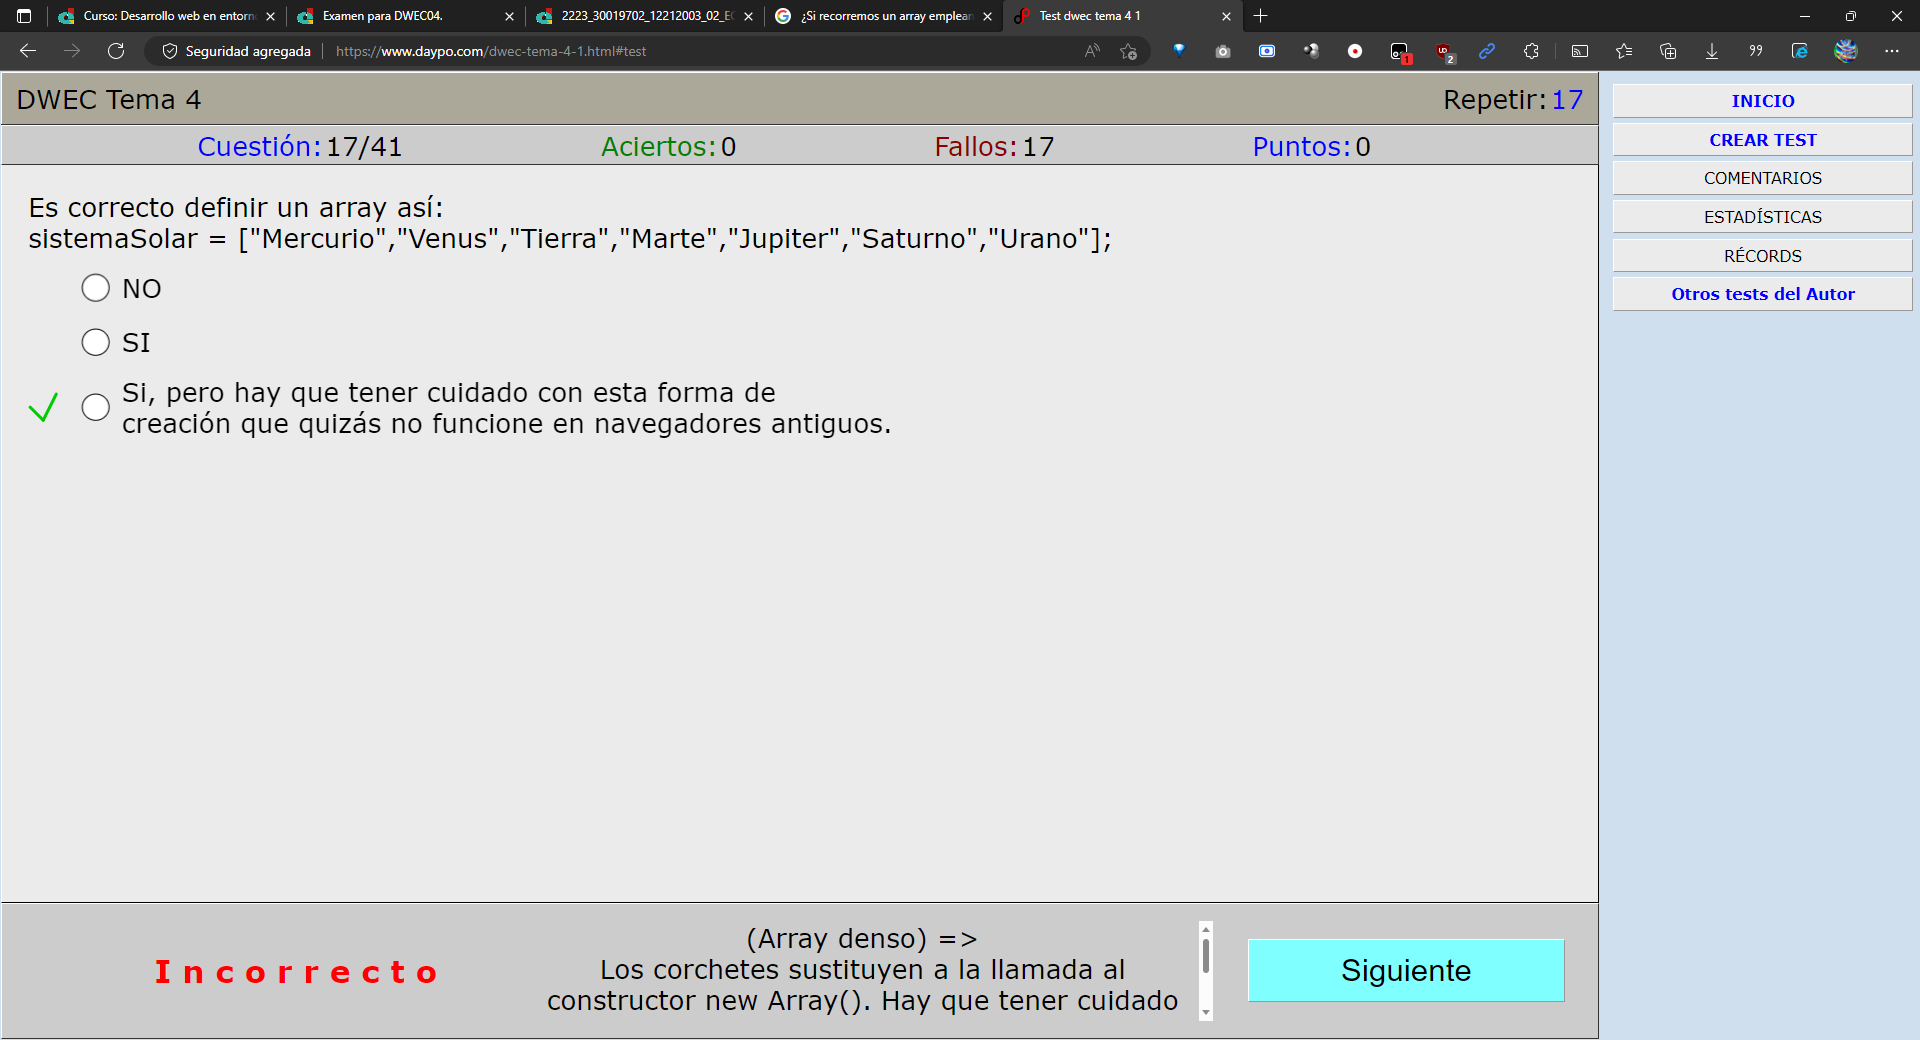 Curso: Desarrollo web en entorno
Examen para DWEC04.
2223_30019702_12212003_02_EC
¿Si recorremos un array emplean
Test dwec tema 4 1
Seguridad agregada
https://www.daypo.com/dwec-tema-4-1.html#test
1
2
DWEC Tema 4
Repetir: 17
Cuestión: 17/41
Aciertos: 0
Fallos: 17
Puntos: 0
INICIO
CREAR TEST
COMENTARIOS
ESTADÍSTICAS
RÉCORDS
Otros tests del Autor
Es correcto definir un array así:
sistemaSolar = ["Mercurio","Venus","Tierra","Marte","Jupiter","Saturno","Urano"];
NO
SI
Si, pero hay que tener cuidado con esta forma de
creación que quizás no funcione en navegadores antiguos.
Incorrecto
(Array denso) =>
Los corchetes sustituyen a la llamada al
constructor new Array(). Hay que tener cuidado
Siguiente